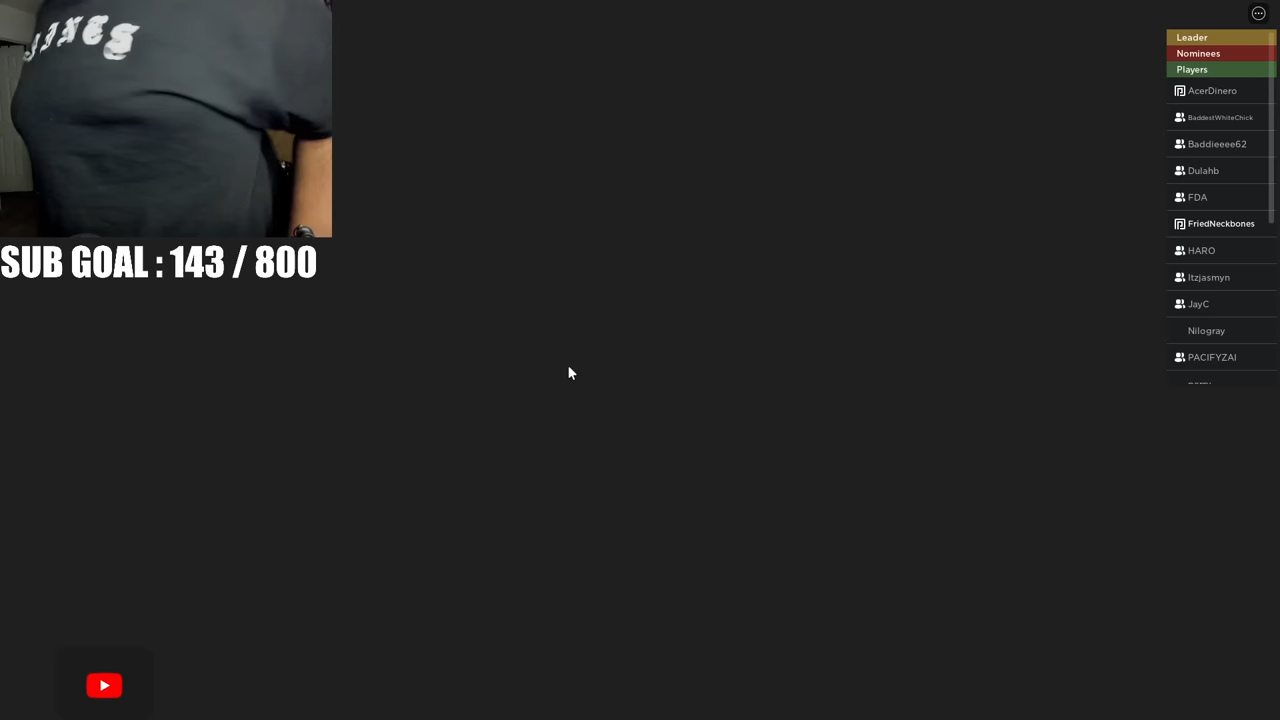 SUB GOAL : 143 / 800
Leader
Nominees
Players
AcerDinero
BaddestWhiteChick
Baddieeee62
Dulahb
FDA
FriedNeckbones
HARO
Itzjasmyn
JayC
Nilogray
PACIFYZAI